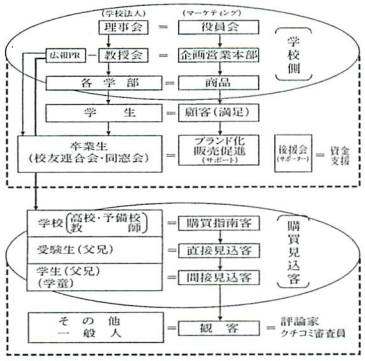 (学校法人) (マーケティング)
理事会 = 役員会
広報PR 教授会 = 企画営業本部
各学部 = 商品
学校側
学生 = 顧客(満足)
卒業生 = ブランド化
(校友連合会・同窓会) 販売促進
(サポート)
後援会 = 資金
(サポーター) 支援
学校(高校・予備校 = 購買指南客
教師)
受験生(父兄) = 直接見込客
学生(父兄) = 間接見込客
(学童)
購買見込客
その他 = 観客 = 評論家
一般人 クチコミ審査員